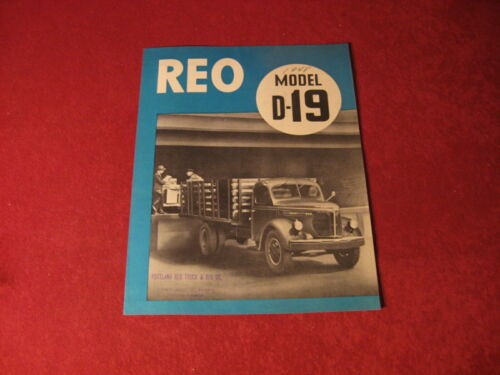 REO
MODEL
D-19
PORTLAND REO TRUCK & BUS CO.